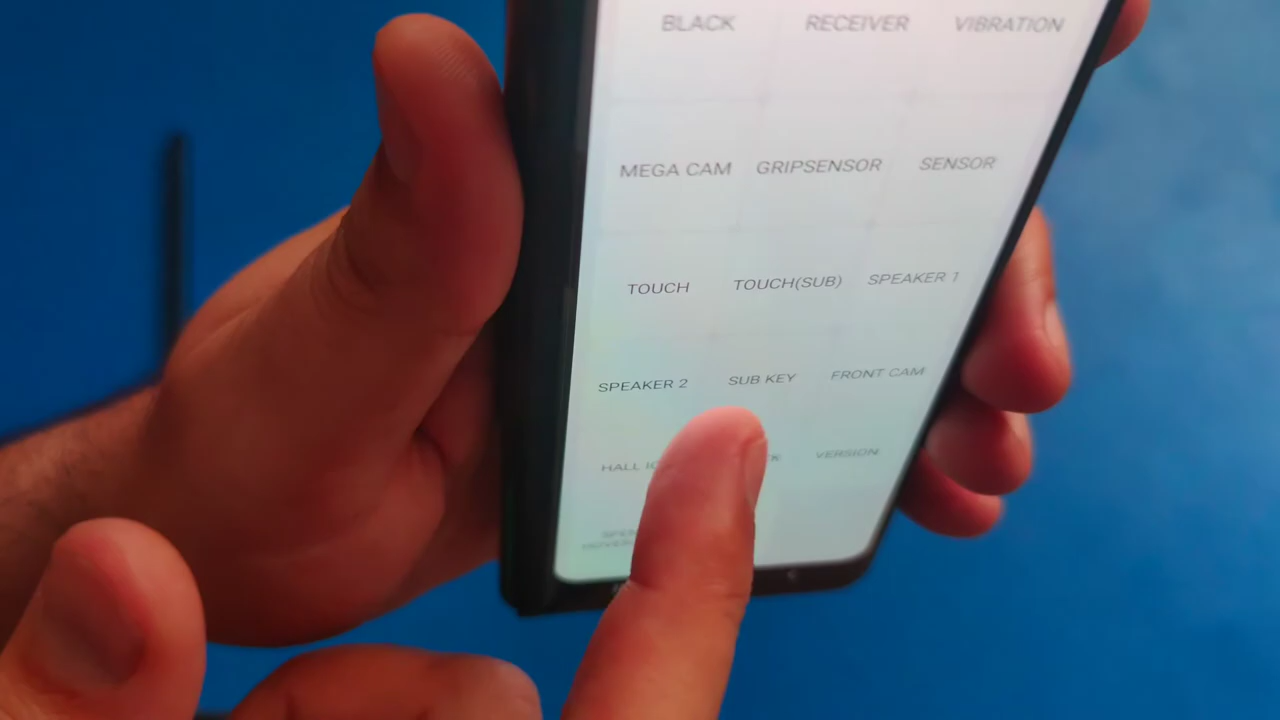 BLACK RECEIVER VIBRATION
MEGA CAM GRIPSENSOR SENSOR
TOUCH TOUCH(SUB) SPEAKER 1
SPEAKER 2 SUB KEY FRONT CAM
HALL VERSION